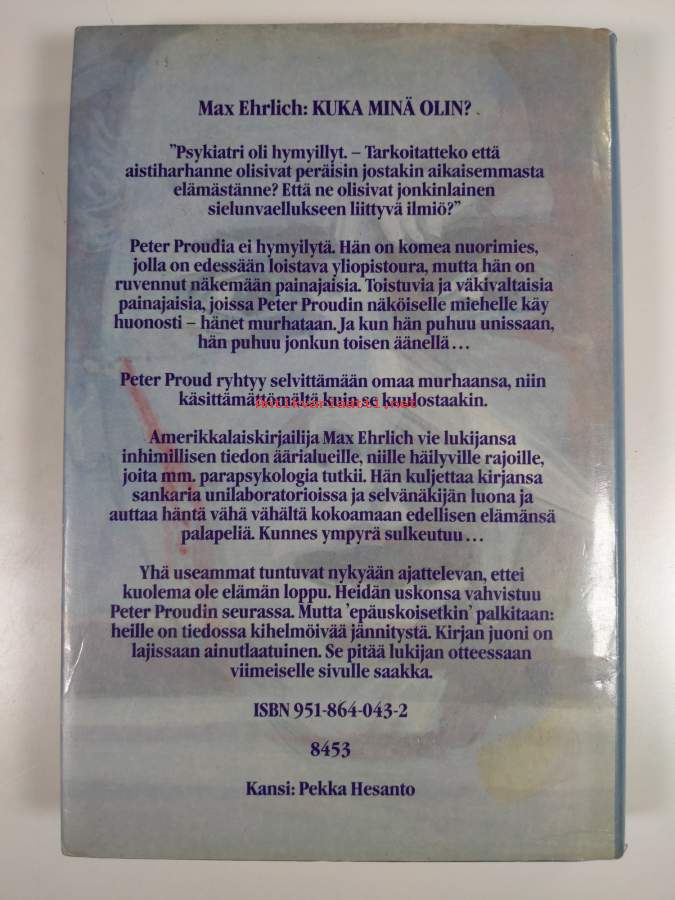 Max Ehrlich: KUKA MINÄ OLIN?
”Psykiatri oli hymyillyt. – Tarkoitatteko että
aistiharhanne olisivat peräisin jostakin aikaisemmasta
elämästänne? Että ne olisivat jonkinlainen
sielunvaellukseen liittyvä ilmiö?”
Peter Proudia ei hymyilytä. Hän on komea nuorimies,
jolla on edessään loistava yliopistoura, mutta hän on
ruvennut näkemään painajaisia. Toistuvia ja väkivaltaisia
painajaisia, joissa Peter Proudin näköiselle miehelle käy
huonosti – hänet murhataan. Ja kun hän puhuu unissaan,
hän puhuu jonkun toisen äänellä...
Peter Proud ryhtyy selvittämään omaa murhaansa, niin
käsittämättömältä kuin se kuulostaakin.
Antikvariaatti.net
Amerikkalaiskirjailija Max Ehrlich vie lukijansa
inhimillisen tiedon äärialueille, niille häilyville rajoille,
joita mm. parapsykologia tutkii. Hän kuljettaa kirjansa
sankaria unilaboratorioissa ja selvänäkijän luona ja
auttaa häntä vähä vähältä kokoamaan edellisen elämänsä
palapeliä. Kunnes ympyrä sulkeutuu...
Yhä useammat tuntuvat nykyään ajattelevan, ettei
kuolema ole elämän loppu. Heidän uskonsa vahvistuu
Peter Proudin seurassa. Mutta ’epäuskoisetkin’ palkitaan:
heille on tiedossa kihelmöivää jännitystä. Kirjan juoni on
lajissaan ainutlaatuinen. Se pitää lukijan otteessaan
viimeiselle sivulle saakka.
ISBN 951-864-043-2
8453
Kansi: Pekka Hesanto